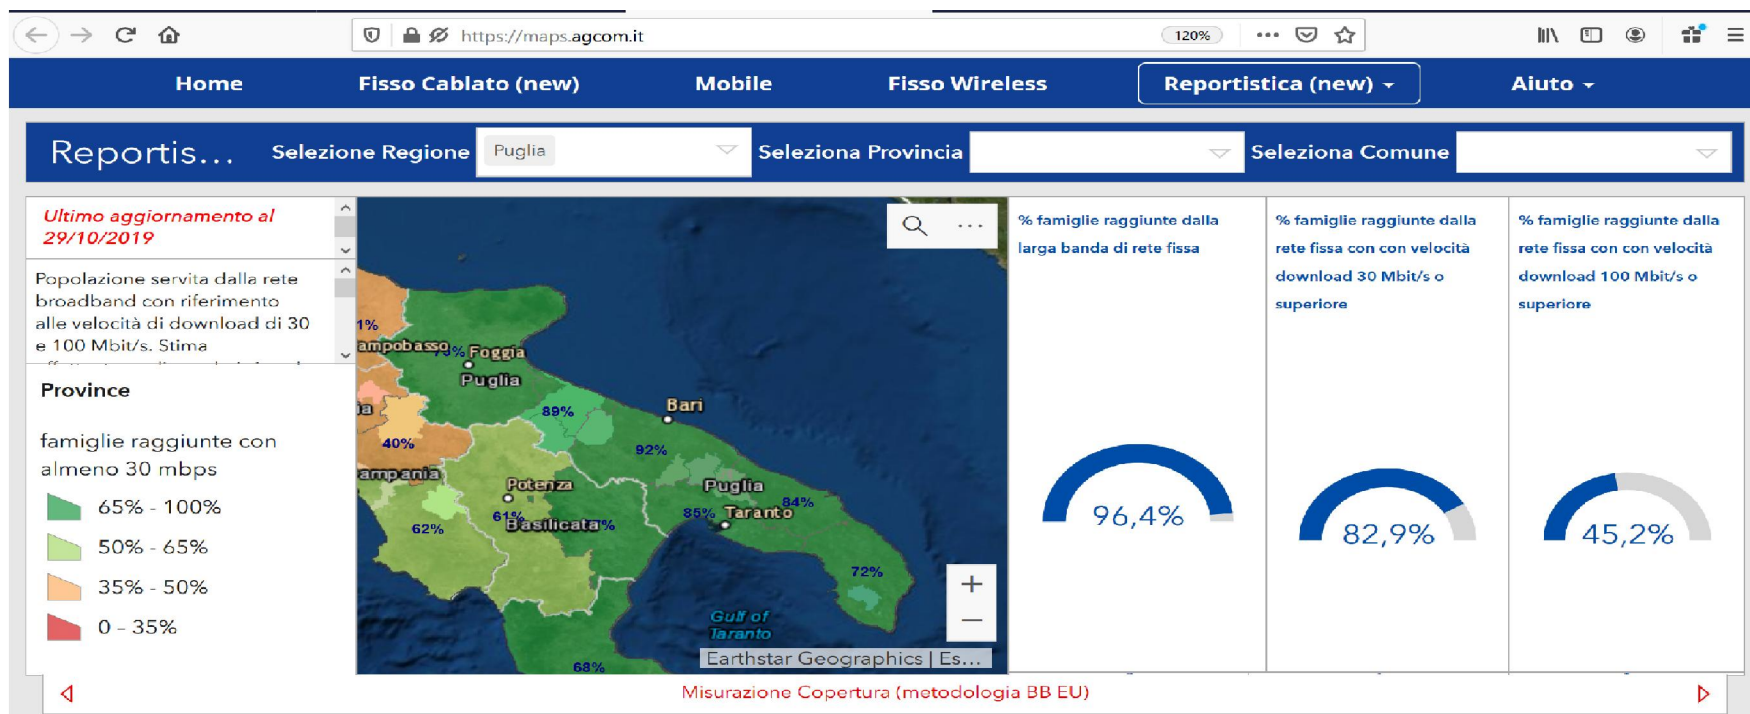 https://maps.agcom.it
120%
Home
Fisso Cablato (new)
Mobile
Fisso Wireless
Reportistica (new)
Aiuto
Reportis...
Selezione Regione
Puglia
Seleziona Provincia
Seleziona Comune
Ultimo aggiornamento al
29/10/2019
Popolazione servita dalla rete
broadband con riferimento
alle velocità di download di 30
e 100 Mbit/s. Stima
Province
famiglie raggiunte con
almeno 30 mbps
65% - 100%
50% - 65%
35% - 50%
0 - 35%
1%
ampobasso
Foggia
Puglia
ia
89%
Bari
40%
92%
ampania
Potenza
Puglia
84%
85%
Taranto
62%
61%
Basilicata
72%
Gulf of
Taranto
68%
Earthstar Geographics | Es...
% famiglie raggiunte dalla
larga banda di rete fissa
96,4%
% famiglie raggiunte dalla
rete fissa con con velocità
download 30 Mbit/s o
superiore
82,9%
% famiglie raggiunte dalla
rete fissa con con velocità
download 100 Mbit/s o
superiore
45,2%
Misurazione Copertura (metodologia BB EU)